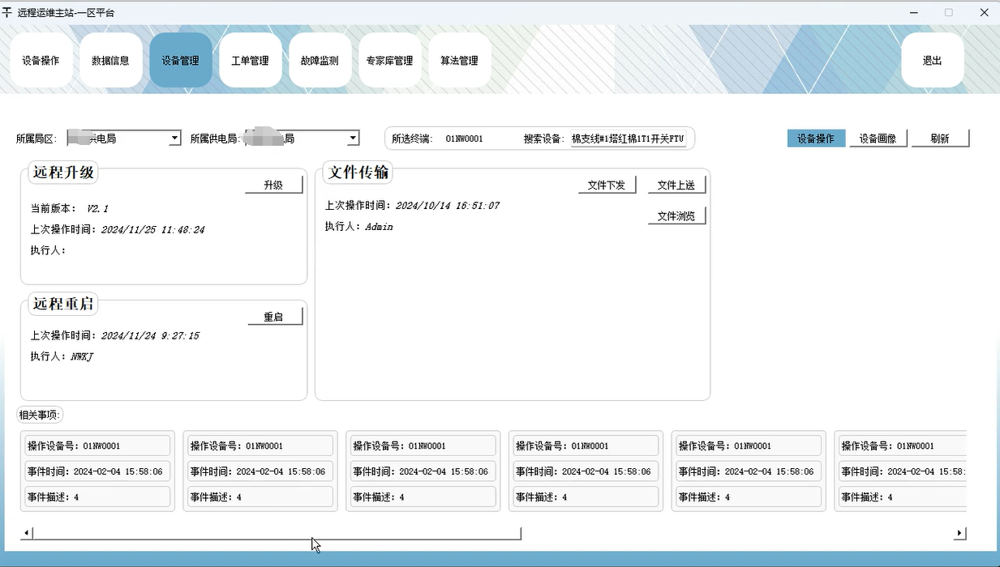 远程运维主站-一区平台
设备操作 数据信息 设备管理 工单管理 故障监测 专家库管理 算法管理 退出
所属局区: 供电局 所属供电局: 局 所选终端: 01NW0001 搜索设备: 棉支线#1塔红棉1T1开关FTU 设备操作 设备画像 刷新
远程升级
升级
当前版本: V2.1
上次操作时间: 2024/11/25 11:48:24
执行人:
文件传输
文件下发 文件上送
上次操作时间: 2024/10/14 16:51:07
文件浏览
执行人: Admin
远程重启
重启
上次操作时间: 2024/11/24 9:27:15
执行人: NWKJ
相关事项:
操作设备号: 01NW0001 操作设备号: 01NW0001 操作设备号: 01NW0001 操作设备号: 01NW0001 操作设备号: 01NW0001 操作设备号: 01NW0001
事件时间: 2024-02-04 15:58:06 事件时间: 2024-02-04 15:58:06 事件时间: 2024-02-04 15:58:06 事件时间: 2024-02-04 15:58:06 事件时间: 2024-02-04 15:58:06 事件时间: 2024-02-04 15:58:
事件描述: 4 事件描述: 4 事件描述: 4 事件描述: 4 事件描述: 4 事件描述: 4